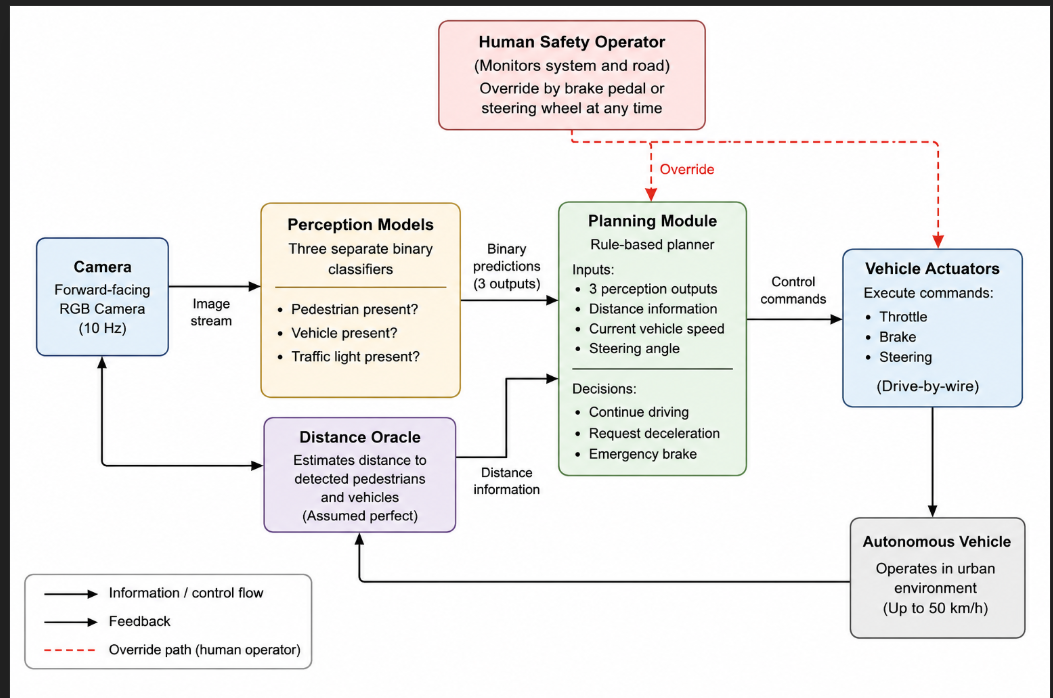 Human Safety Operator
(Monitors system and road)
Override by brake pedal or
steering wheel at any time
Override
Camera
Forward-facing
RGB Camera
(10 Hz)
Image
stream
Perception Models
Three separate binary
classifiers
• Pedestrian present?
• Vehicle present?
• Traffic light present?
Binary
predictions
(3 outputs)
Distance Oracle
Estimates distance to
detected pedestrians
and vehicles
(Assumed perfect)
Distance
information
Planning Module
Rule-based planner
Inputs:
• 3 perception outputs
• Distance information
• Current vehicle speed
• Steering angle
Decisions:
• Continue driving
• Request deceleration
• Emergency brake
Control
commands
Vehicle Actuators
Execute commands:
• Throttle
• Brake
• Steering
(Drive-by-wire)
Autonomous Vehicle
Operates in urban
environment
(Up to 50 km/h)
Information / control flow
Feedback
Override path (human operator)